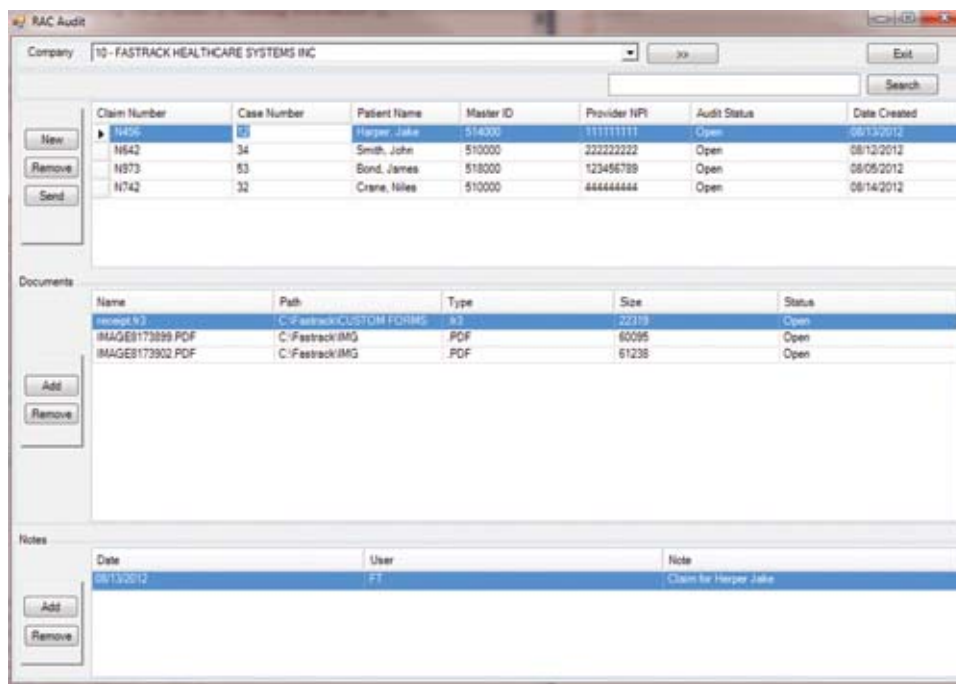 RAC Audit
Company 10 - FASTRACK HEALTHCARE SYSTEMS INC >> Exit
Search
Claim Number Case Number Patient Name Master ID Provider NPI Audit Status Date Created
New
Remove
Send
N456 12 Harper, Jake 514000 111111111 Open 08/13/2012
N642 34 Smith, John 510000 222222222 Open 08/12/2012
N973 53 Bond, James 518000 123456789 Open 08/05/2012
N742 32 Crane, Niles 510000 444444444 Open 08/14/2012
Documents
Name Path Type Size Status
receipt.fr3 C:\Fastrack\CUSTOM FORMS .fr3 22319 Open
IMAGE8173899.PDF C:\Fastrack\IMG .PDF 60095 Open
IMAGE8173902.PDF C:\Fastrack\IMG .PDF 61238 Open
Add
Remove
Notes
Date User Note
08/13/2012 FT Claim for Herper Jake
Add
Remove